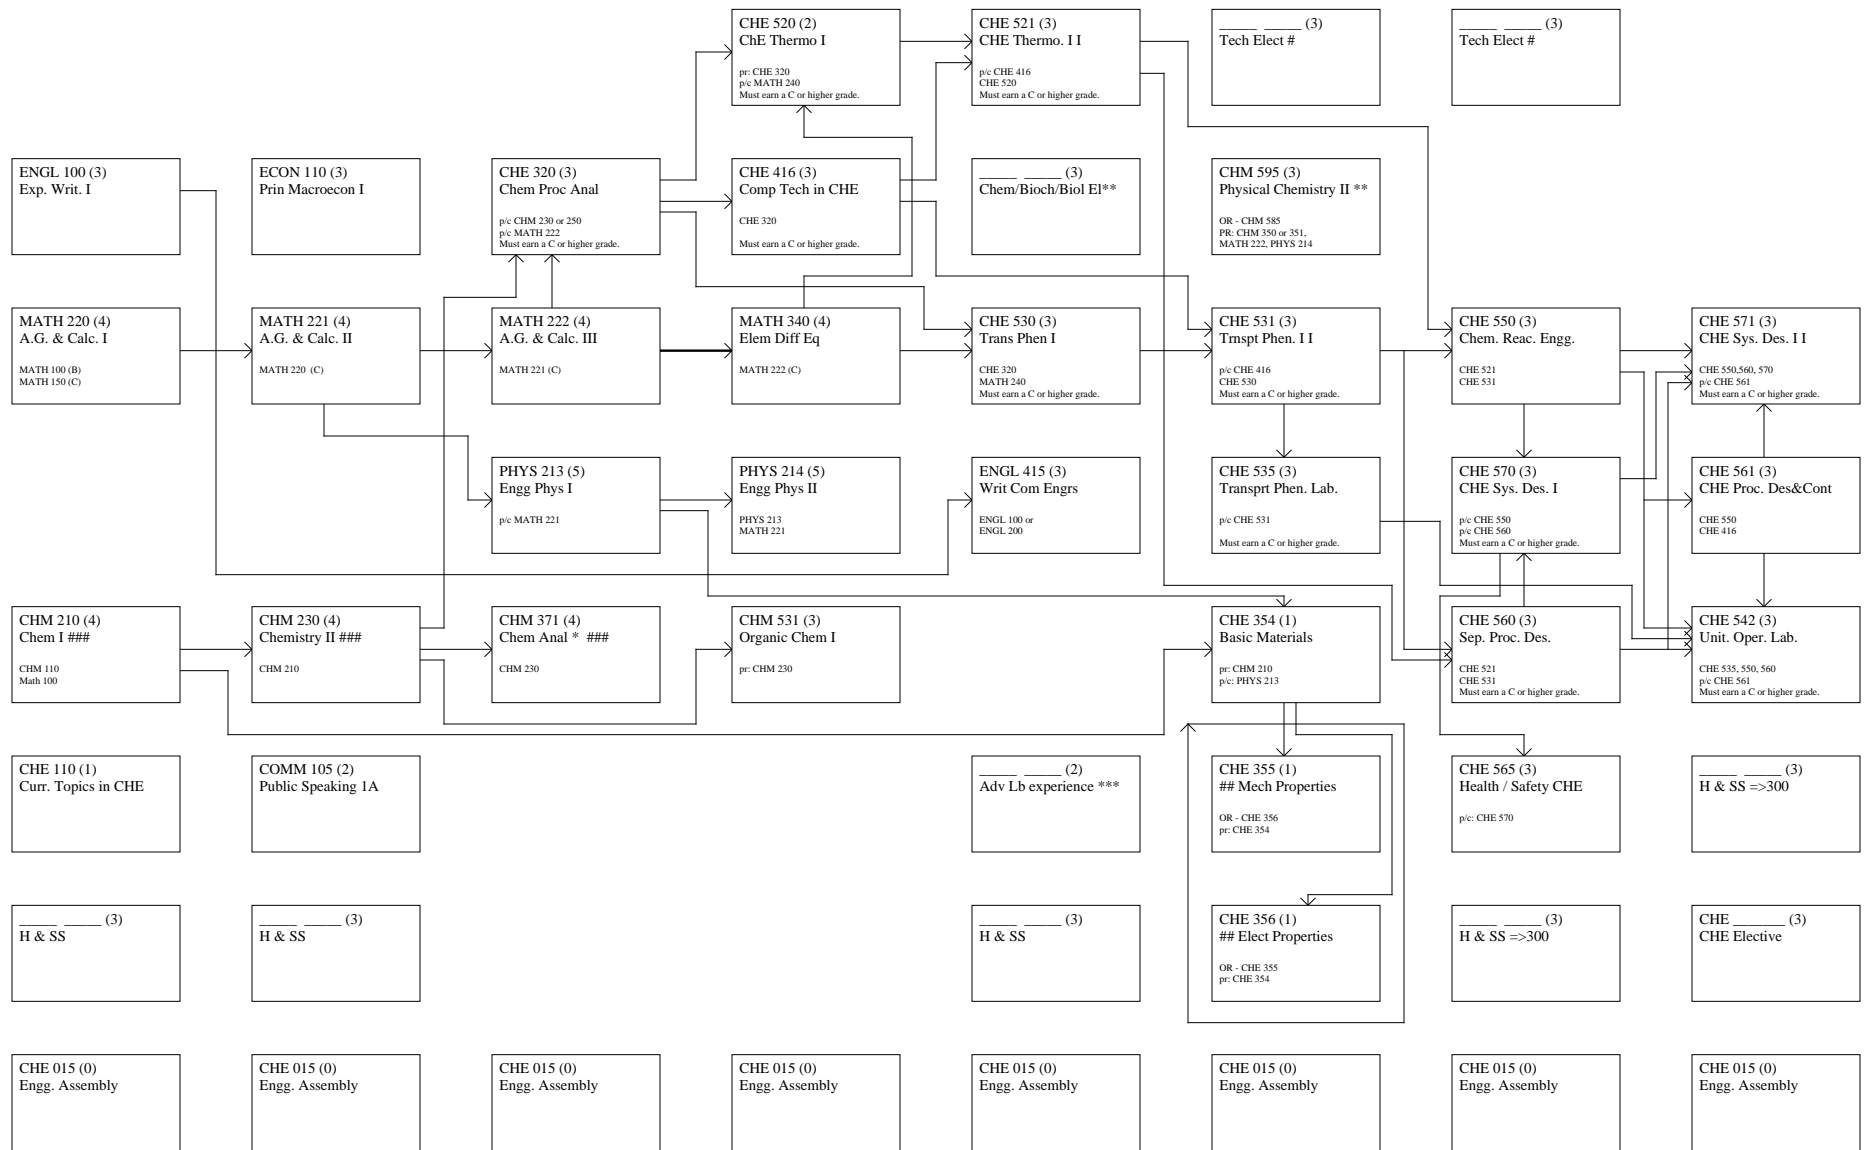 CHE 520 (2)
ChE Thermo I
pr: CHE 320
p/c MATH 240
Must earn a C or higher grade.
CHE 521 (3)
CHE Thermo. I I
p/c CHE 416
CHE 520
Must earn a C or higher grade.
_____ _____ (3)
Tech Elect #
_____ _____ (3)
Tech Elect #
ENGL 100 (3)
Exp. Writ. I
ECON 110 (3)
Prin Macroecon I
CHE 320 (3)
Chem Proc Anal
p/c CHM 230 or 250
p/c MATH 222
Must earn a C or higher grade.
CHE 416 (3)
Comp Tech in CHE
CHE 320
Must earn a C or higher grade.
_____ _____ (3)
Chem/Bioch/Biol El**
CHM 595 (3)
Physical Chemistry II **
OR - CHM 585
PR: CHM 350 or 351,
MATH 222, PHYS 214
MATH 220 (4)
A.G. & Calc. I
MATH 100 (B)
MATH 150 (C)
MATH 221 (4)
A.G. & Calc. II
MATH 220 (C)
MATH 222 (4)
A.G. & Calc. III
MATH 221 (C)
MATH 340 (4)
Elem Diff Eq
MATH 222 (C)
CHE 530 (3)
Trans Phen I
CHE 320
MATH 240
Must earn a C or higher grade.
CHE 531 (3)
Trnspt Phen. I I
p/c CHE 416
CHE 530
Must earn a C or higher grade.
CHE 550 (3)
Chem. Reac. Engg.
CHE 521
CHE 531
CHE 571 (3)
CHE Sys. Des. I I
CHE 550,560, 570
p/c CHE 561
Must earn a C or higher grade.
PHYS 213 (5)
Engg Phys I
p/c MATH 221
PHYS 214 (5)
Engg Phys II
PHYS 213
MATH 221
ENGL 415 (3)
Writ Com Engrs
ENGL 100 or
ENGL 200
CHE 535 (3)
Transprt Phen. Lab.
p/c CHE 531
Must earn a C or higher grade.
CHE 570 (3)
CHE Sys. Des. I
p/c CHE 550
p/c CHE 560
Must earn a C or higher grade.
CHE 561 (3)
CHE Proc. Des&Cont
CHE 550
CHE 416
CHM 210 (4)
Chem I ###
CHM 110
Math 100
CHM 230 (4)
Chemistry II ###
CHM 210
CHM 371 (4)
Chem Anal * ###
CHM 230
CHM 531 (3)
Organic Chem I
pr: CHM 230
CHE 354 (1)
Basic Materials
pr: CHM 210
p/c: PHYS 213
CHE 560 (3)
Sep. Proc. Des.
CHE 521
CHE 531
Must earn a C or higher grade.
CHE 542 (3)
Unit. Oper. Lab.
CHE 535, 550, 560
p/c CHE 561
Must earn a C or higher grade.
CHE 110 (1)
Curr. Topics in CHE
COMM 105 (2)
Public Speaking 1A
_____ _____ (2)
Adv Lb experience ***
CHE 355 (1)
## Mech Properties
OR - CHE 356
pr: CHE 354
CHE 565 (3)
Health / Safety CHE
p/c: CHE 570
_____ _____ (3)
H & SS =>300
_____ _____ (3)
H & SS
_____ _____ (3)
H & SS
_____ _____ (3)
H & SS
CHE 356 (1)
## Elect Properties
OR - CHE 355
pr: CHE 354
_____ _____ (3)
H & SS =>300
CHE _______ (3)
CHE Elective
CHE 015 (0)
Engg. Assembly
CHE 015 (0)
Engg. Assembly
CHE 015 (0)
Engg. Assembly
CHE 015 (0)
Engg. Assembly
CHE 015 (0)
Engg. Assembly
CHE 015 (0)
Engg. Assembly
CHE 015 (0)
Engg. Assembly
CHE 015 (0)
Engg. Assembly